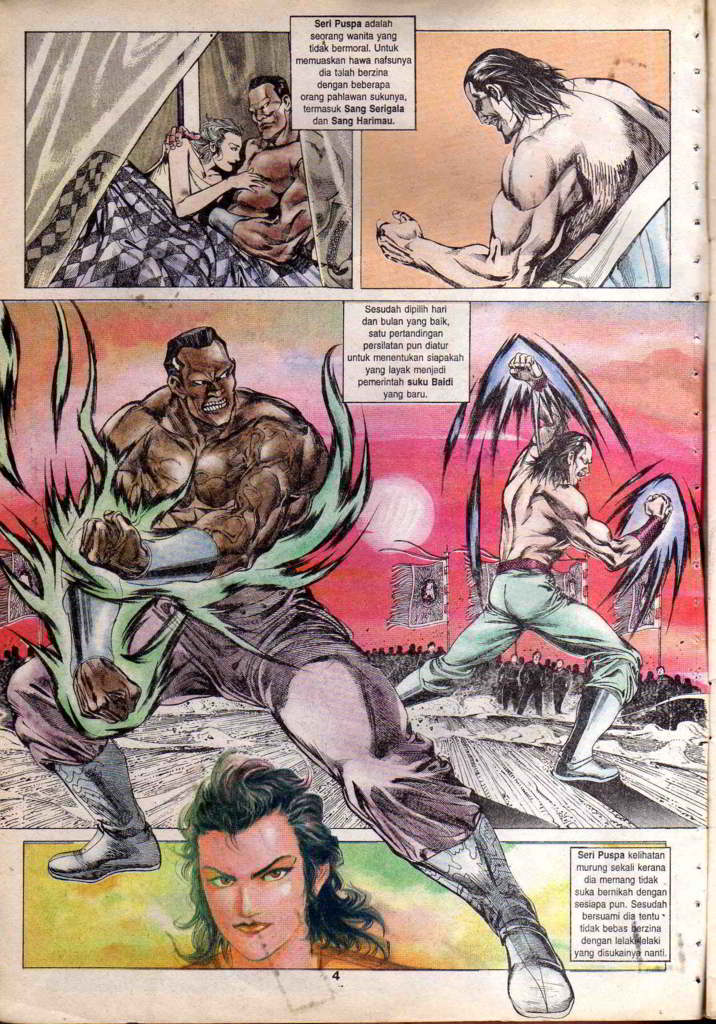 Seri Puspa adalah
seorang wanita yang
tidak bermoral. Untuk
memuaskan hawa nafsunya
dia talah berzina
dengan beberapa
orang pahlawan sukunya,
termasuk Sang Serigala
dan Sang Harimau.
Sesudah dipilih hari
dan bulan yang baik,
satu pertandingan
persilatan pun diatur
untuk menentukan siapakah
yang layak menjadi
pemerintah suku Baidi
yang baru.
Seri Puspa kelihatan
murung sekali kerana
dia memang tidak
suka bernikah dengan
sesiapa pun. Sesudah
bersuami dia tentu
tidak bebas berzina
dengan lelaki-lelaki
yang disukainya nanti.
4